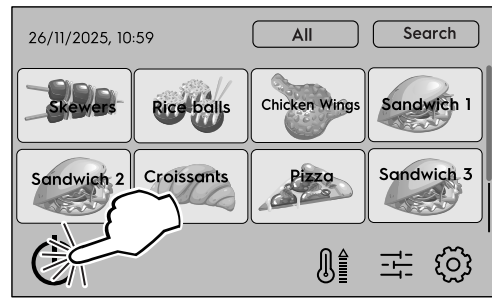 26/11/2025, 10:59 All Search
Skewers Rice balls Chicken Wings Sandwich 1
Sandwich 2 Croissants Pizza Sandwich 3